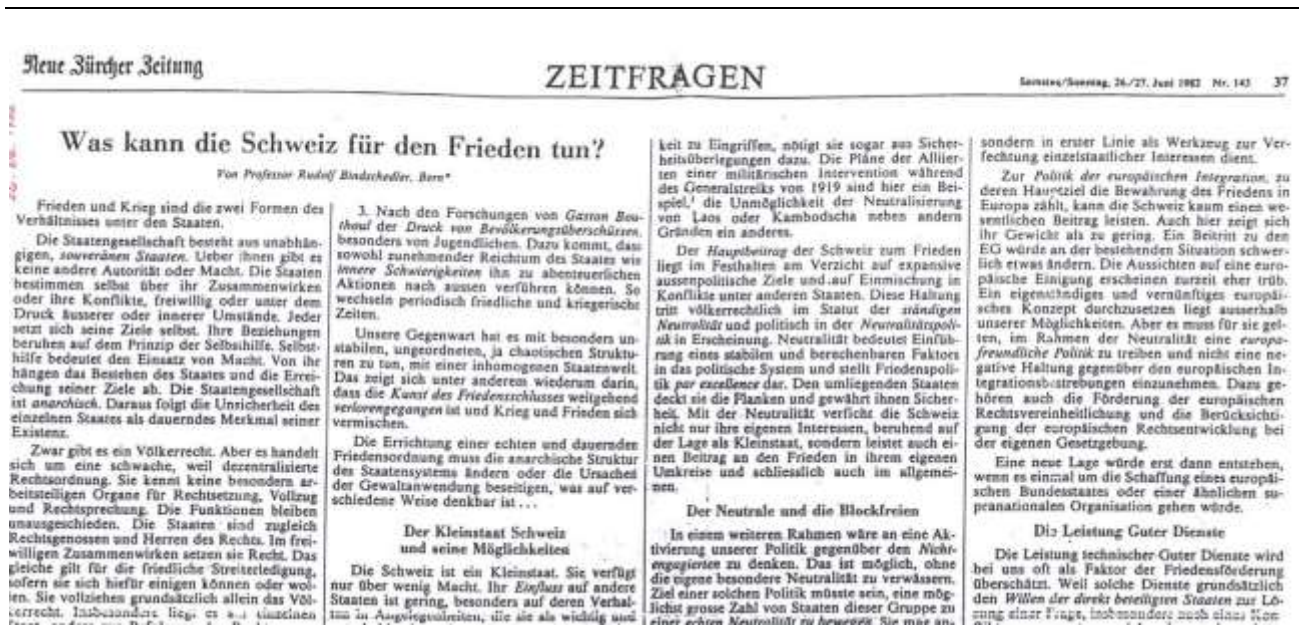 Neue Zürcher Zeitung
ZEITFRAGEN
Samstag/Sonntag, 26./27. Juni 1982 Nr. 145 37
Was kann die Schweiz für den Frieden tun?
Von Professor Rudolf Bindschedler, Bern*
Frieden und Krieg sind die zwei Formen des
Verhältnisses unter den Staaten.
Die Staatengesellschaft besteht aus unabhän-
gigen, souveränen Staaten. Ueber ihnen gibt es
keine andere Autorität oder Macht. Die Staaten
bestimmen selbst über ihr Zusammenwirken
oder ihre Konflikte, freiwillig oder unter dem
Druck äusserer oder innerer Umstände. Jeder
setzt sich seine Ziele selbst. Ihre Beziehungen
beruhen auf dem Prinzip der Selbsthilfe. Selbst-
hilfe bedeutet den Einsatz von Macht. Von ihr
hängen das Bestehen des Staates und die Errei-
chung seiner Ziele ab. Die Staatengesellschaft
ist anarchisch. Daraus folgt die Unsicherheit des
einzelnen Staates als dauerndes Merkmal seiner
Existenz.
Zwar gibt es ein Völkerrecht. Aber es handelt
sich um eine schwache, weil dezentralisierte
Rechtsordnung. Sie kennt keine besondern ar-
beitsteiligen Organe für Rechtsetzung, Vollzug
und Rechtsprechung. Die Funktionen bleiben
unausgeschieden. Die Staaten sind zugleich
Rechtsgenossen und Herren des Rechts. Im frei-
willigen Zusammenwirken setzen sie Recht. Das
gleiche gilt für die friedliche Streiterledigung,
sofern sie sich hiefür einigen können oder wol-
len. Sie vollziehen grundsätzlich allein das Völ-
kerrecht. Insbesondere liegt es am einzelnen
3. Nach den Forschungen von Gaston Bou-
thoul der Druck von Bevölkerungsüberschüssen,
besonders von Jugendlichen. Dazu kommt, dass
sowohl zunehmender Reichtum des Staates wie
innere Schwierigkeiten ihn zu abenteuerlichen
Aktionen nach aussen verführen können. So
wechseln periodisch friedliche und kriegerische
Zeiten.
Unsere Gegenwart hat es mit besonders un-
stabilen, ungeordneten, ja chaotischen Struktu-
ren zu tun, mit einer inhomogenen Staatenwelt.
Das zeigt sich unter anderem wiederum darin,
dass die Kunst des Friedensschlusses weitgehend
verlorengegangen ist und Krieg und Frieden sich
vermischen.
Die Errichtung einer echten und dauernden
Friedensordnung muss die anarchische Struktur
des Staatensystems ändern oder die Ursachen
der Gewaltanwendung beseitigen, was auf ver-
schiedene Weise denkbar ist ...
Der Kleinstaat Schweiz
und seine Möglichkeiten
Die Schweiz ist ein Kleinstaat. Sie verfügt
nur über wenig Macht. Ihr Einfluss auf andere
Staaten ist gering, besonders auf deren Verhal-
ten in Angelegenheiten, die sie als wichtig und
keit zu Eingriffen, nötigt sie sogar aus Sicher-
heitsüberlegungen dazu. Die Pläne der Alliier-
ten einer militärischen Intervention während
des Generalstreiks von 1919 sind hier ein Bei-
spiel,¹ die Unmöglichkeit der Neutralisierung
von Laos oder Kambodscha neben andern
Gründen ein anderes.
Der Hauptbeitrag der Schweiz zum Frieden
liegt im Festhalten am Verzicht auf expansive
aussenpolitische Ziele und auf Einmischung in
Konflikte unter anderen Staaten. Diese Haltung
tritt völkerrechtlich im Statut der ständigen
Neutralität und politisch in der Neutralitätspoli-
tik in Erscheinung. Neutralität bedeutet Einfüh-
rung eines stabilen und berechenbaren Faktors
in das politische System und stellt Friedenspoli-
tik par excellence dar. Den umliegenden Staaten
deckt sie die Flanken und gewährt ihnen Sicher-
heit. Mit der Neutralität verficht die Schweiz
nicht nur ihre eigenen Interessen, beruhend auf
der Lage als Kleinstaat, sondern leistet auch ei-
nen Beitrag an den Frieden in ihrem eigenen
Umkreise und schliesslich auch im allgemei-
nen.
Der Neutrale und die Blockfreien
In einem weiteren Rahmen wäre an eine Ak-
tivierung unserer Politik gegenüber den Nicht-
engagierten zu denken. Das ist möglich, ohne
die eigene besondere Neutralität zu verwässern.
Ziel einer solchen Politik müsste sein, eine mög-
lichst grosse Zahl von Staaten dieser Gruppe zu
einer echten Neutralität zu bewegen. Sie mag an-
sondern in erster Linie als Werkzeug zur Ver-
fechtung einzelstaatlicher Interessen dient.
Zur Politik der europäischen Integration, zu
deren Hauptziel die Bewahrung des Friedens in
Europa zählt, kann die Schweiz kaum einen we-
sentlichen Beitrag leisten. Auch hier zeigt sich
ihr Gewicht als zu gering. Ein Beitritt zu den
EG würde an der bestehenden Situation schwer-
lich etwas ändern. Die Aussichten auf eine euro-
päische Einigung erscheinen zurzeit eher trüb.
Ein eigenständiges und vernünftiges europäi-
sches Konzept durchzusetzen liegt ausserhalb
unserer Möglichkeiten. Aber es muss für sie gel-
ten, im Rahmen der Neutralität eine europa-
freundliche Politik zu treiben und nicht eine ne-
gative Haltung gegenüber den europäischen In-
tegrationsbestrebungen einzunehmen. Dazu ge-
hören auch die Förderung der europäischen
Rechtsvereinheitlichung und die Berücksichti-
gung der europäischen Rechtsentwicklung bei
der eigenen Gesetzgebung.
Eine neue Lage würde erst dann entstehen,
wenn es einmal um die Schaffung eines europäi-
schen Bundesstaates oder einer ähnlichen su-
pranationalen Organisation gehen würde.
Die Leistung Guter Dienste
Die Leistung technischer Guter Dienste wird
bei uns oft als Faktor der Friedensförderung
überschätzt. Weil solche Dienste grundsätzlich
den Willen der direkt beteiligten Staaten zur Lö-
sung einer Frage, insbesondere auch eines Kon-